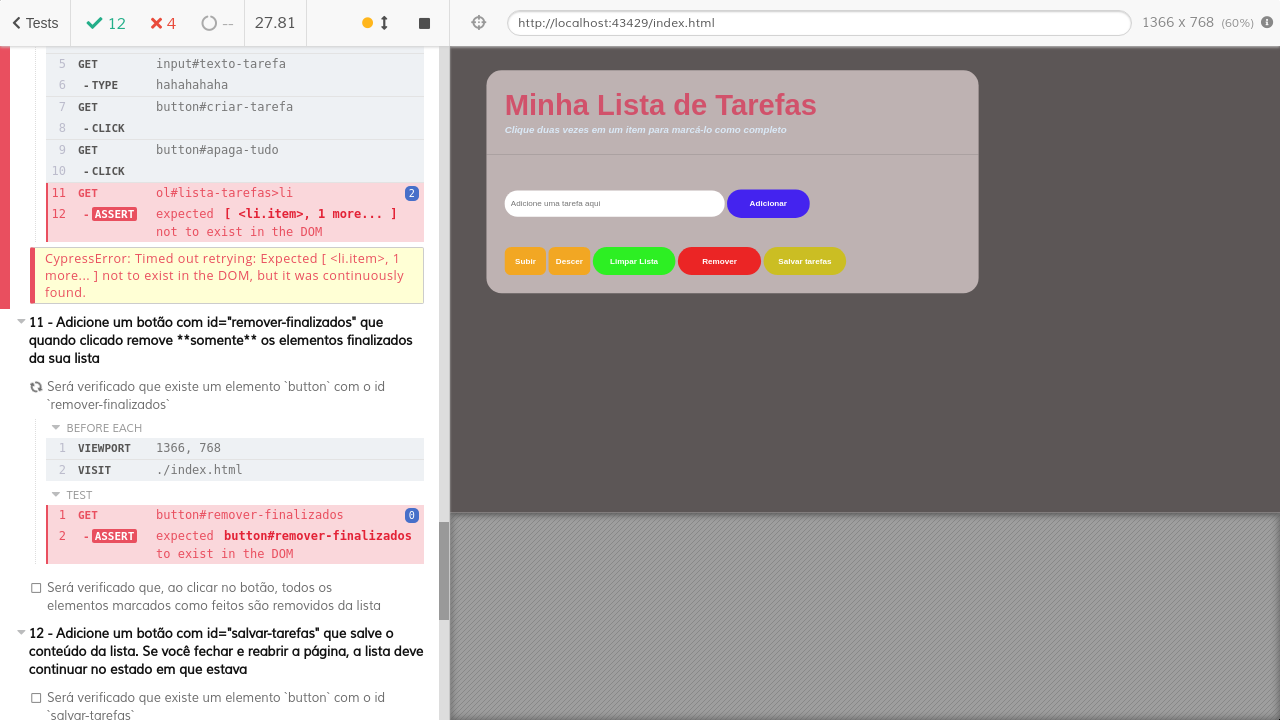 Tests 12 4 -- 27.81
http://localhost:43429/index.html 1366 x 768 (60%)
5 GET input#texto-tarefa
6 - TYPE hahahahaha
7 GET button#criar-tarefa
8 - CLICK
9 GET button#apaga-tudo
10 - CLICK
11 GET ol#lista-tarefas>li 2
12 - ASSERT expected [ <li.item>, 1 more... ]
not to exist in the DOM
CypressError: Timed out retrying: Expected [ <li.item>, 1
more... ] not to exist in the DOM, but it was continuously
found.
11 - Adicione um botão com id="remover-finalizados" que
quando clicado remove **somente** os elementos finalizados
da sua lista
Será verificado que existe um elemento `button` com o id
`remover-finalizados`
BEFORE EACH
1 VIEWPORT 1366, 768
2 VISIT ./index.html
TEST
1 GET button#remover-finalizados 0
2 - ASSERT expected button#remover-finalizados
to exist in the DOM
Será verificado que, ao clicar no botão, todos os
elementos marcados como feitos são removidos da lista
12 - Adicione um botão com id="salvar-tarefas" que salve o
conteúdo da lista. Se você fechar e reabrir a página, a lista deve
continuar no estado em que estava
Será verificado que existe um elemento `button` com o id
`salvar-tarefas`
Minha Lista de Tarefas
Clique duas vezes em um item para marcá-lo como completo
Adicione uma tarefa aqui Adicionar
Subir Descer Limpar Lista Remover Salvar tarefas